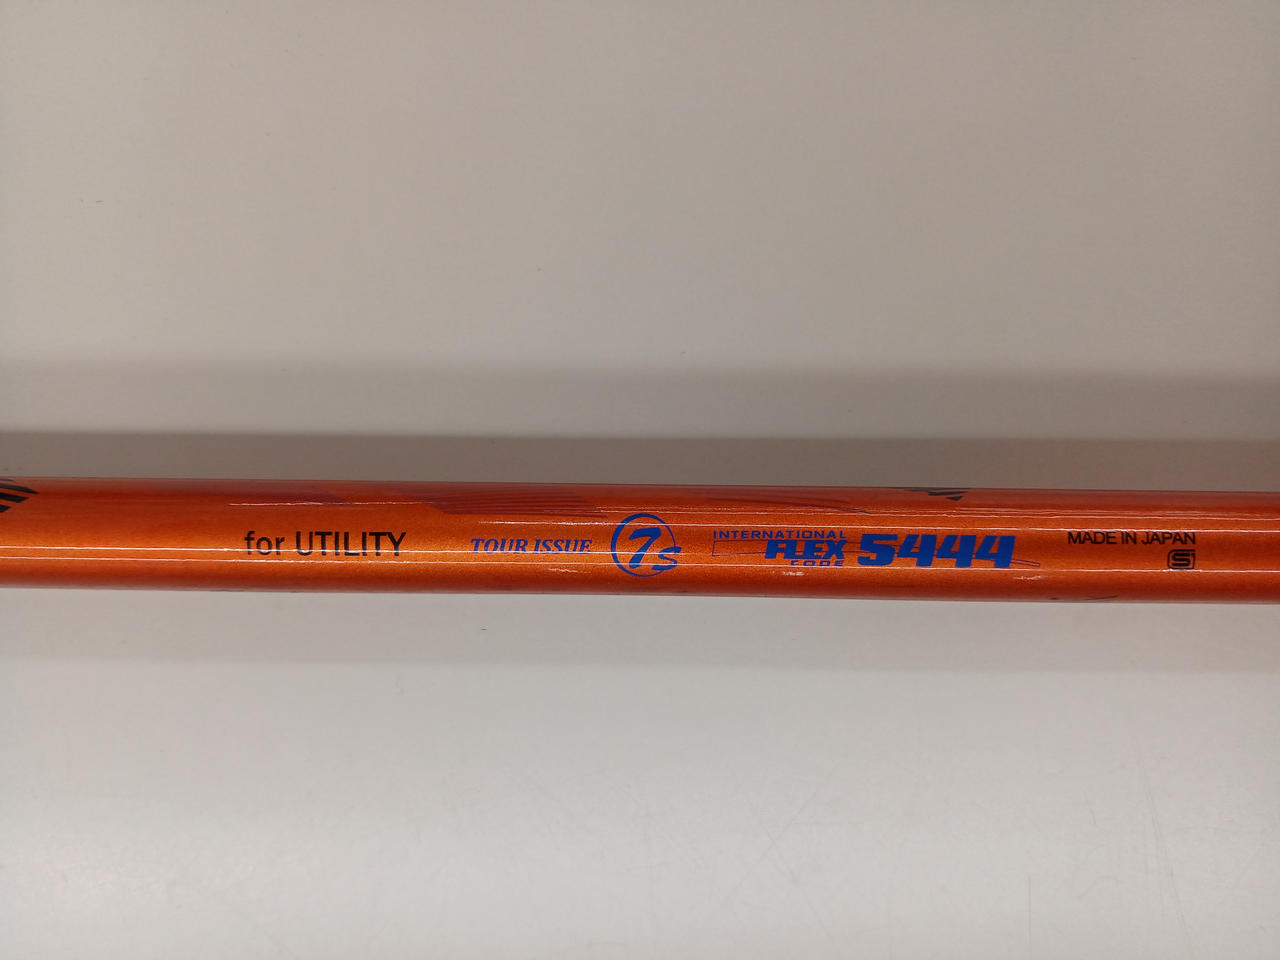 for UTILITY
TOUR ISSUE
7s
INTERNATIONAL
FLEX
CODE
5444
MADE IN JAPAN